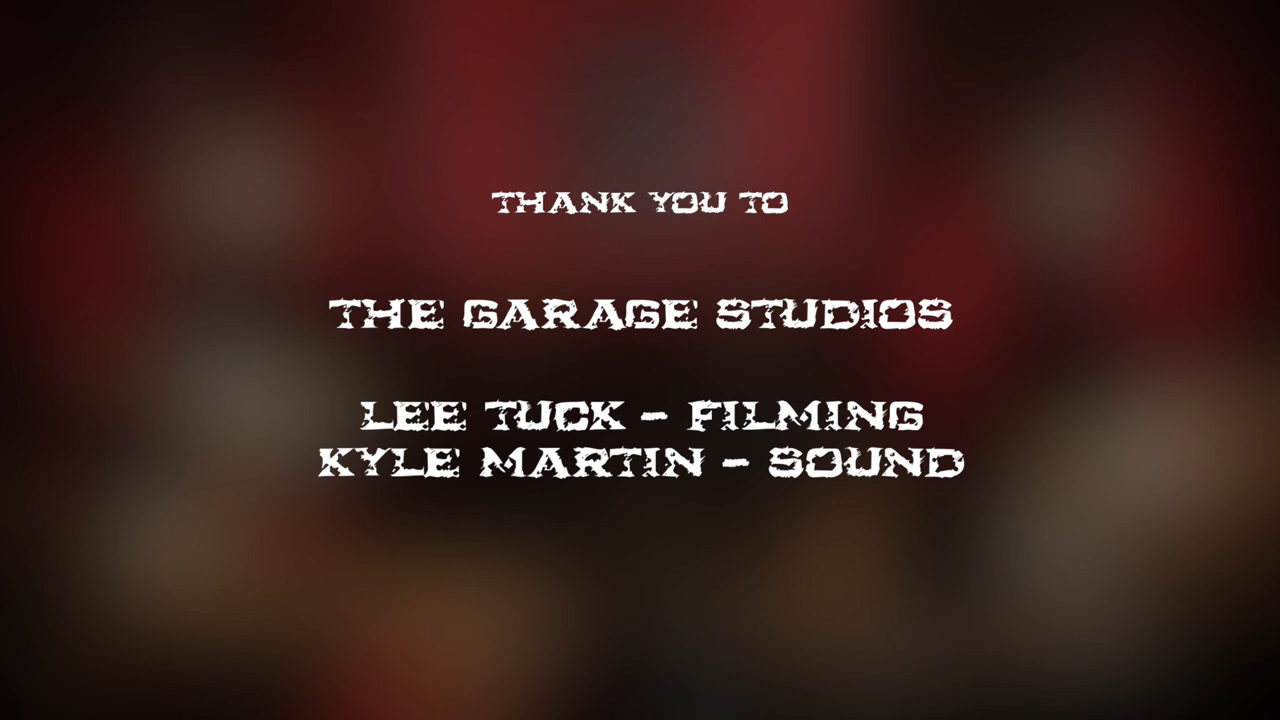 THANK YOU TO
THE GARAGE STUDIOS
LEE TUCK - FILMING
KYLE MARTIN - SOUND